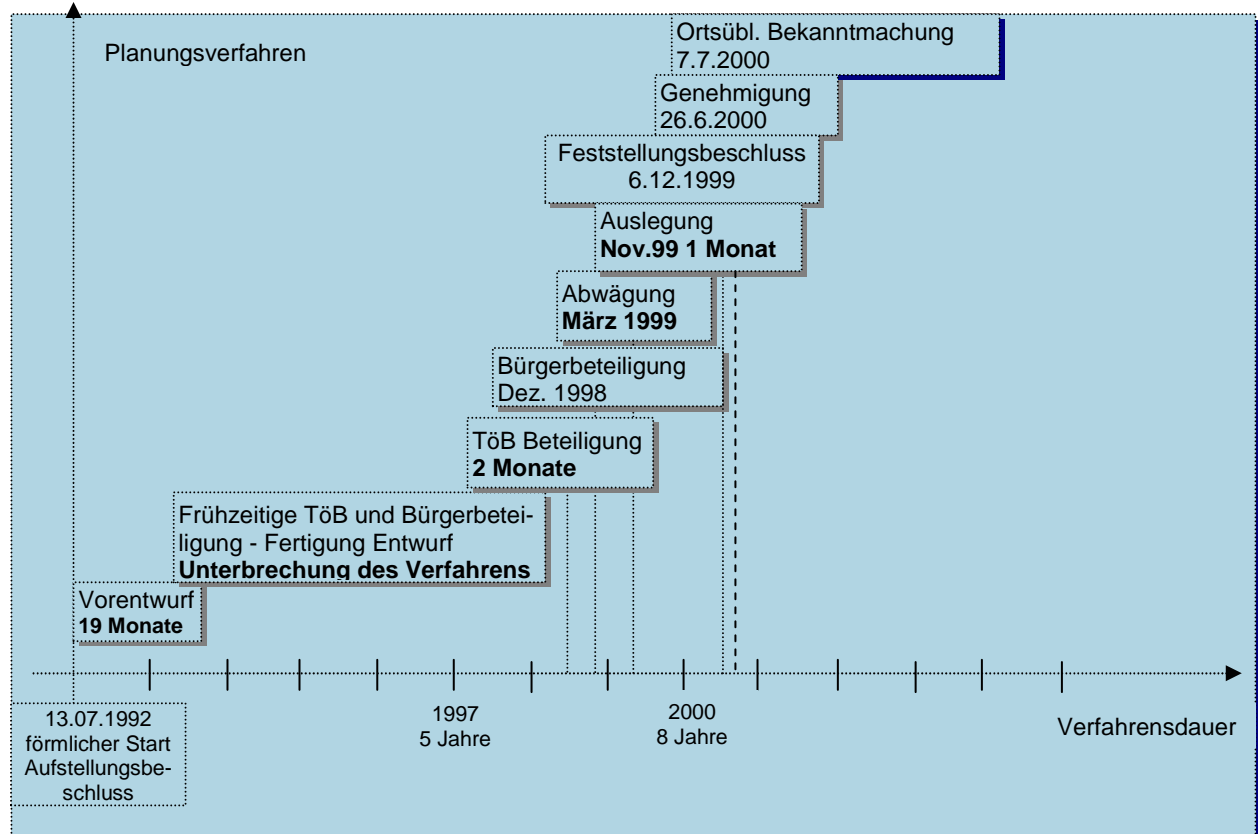 Planungsverfahren
Ortsübl. Bekanntmachung
7.7.2000
Genehmigung
26.6.2000
Feststellungsbeschluss
6.12.1999
Auslegung
Nov.99 1 Monat
Abwägung
März 1999
Bürgerbeteiligung
Dez. 1998
TöB Beteiligung
2 Monate
Frühzeitige TöB und Bürgerbetei-
ligung - Fertigung Entwurf
Unterbrechung des Verfahrens
Vorentwurf
19 Monate
13.07.1992
förmlicher Start
Aufstellungsbe-
schluss
1997
5 Jahre
2000
8 Jahre
Verfahrensdauer